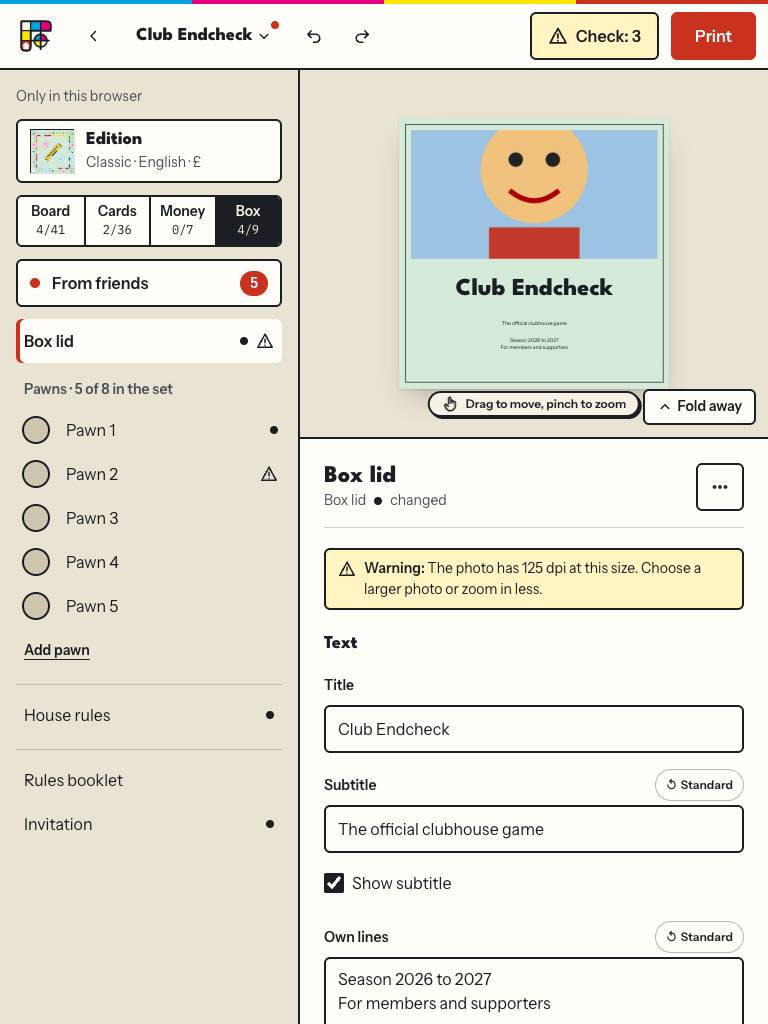 Club Endcheck
Check: 3
Print
Only in this browser
Edition
Classic · English · £
Board
4/41
Cards
2/36
Money
0/7
Box
4/9
From friends
5
Box lid
Pawns · 5 of 8 in the set
Pawn 1
Pawn 2
Pawn 3
Pawn 4
Pawn 5
Add pawn
House rules
Rules booklet
Invitation
Club Endcheck
The official clubhouse game
Season 2026 to 2027
For members and supporters
Drag to move, pinch to zoom
Fold away
Box lid
Box lid ● changed
Warning: The photo has 125 dpi at this size. Choose a
larger photo or zoom in less.
Text
Title
Club Endcheck
Subtitle
Standard
The official clubhouse game
Show subtitle
Own lines
Standard
Season 2026 to 2027
For members and supporters